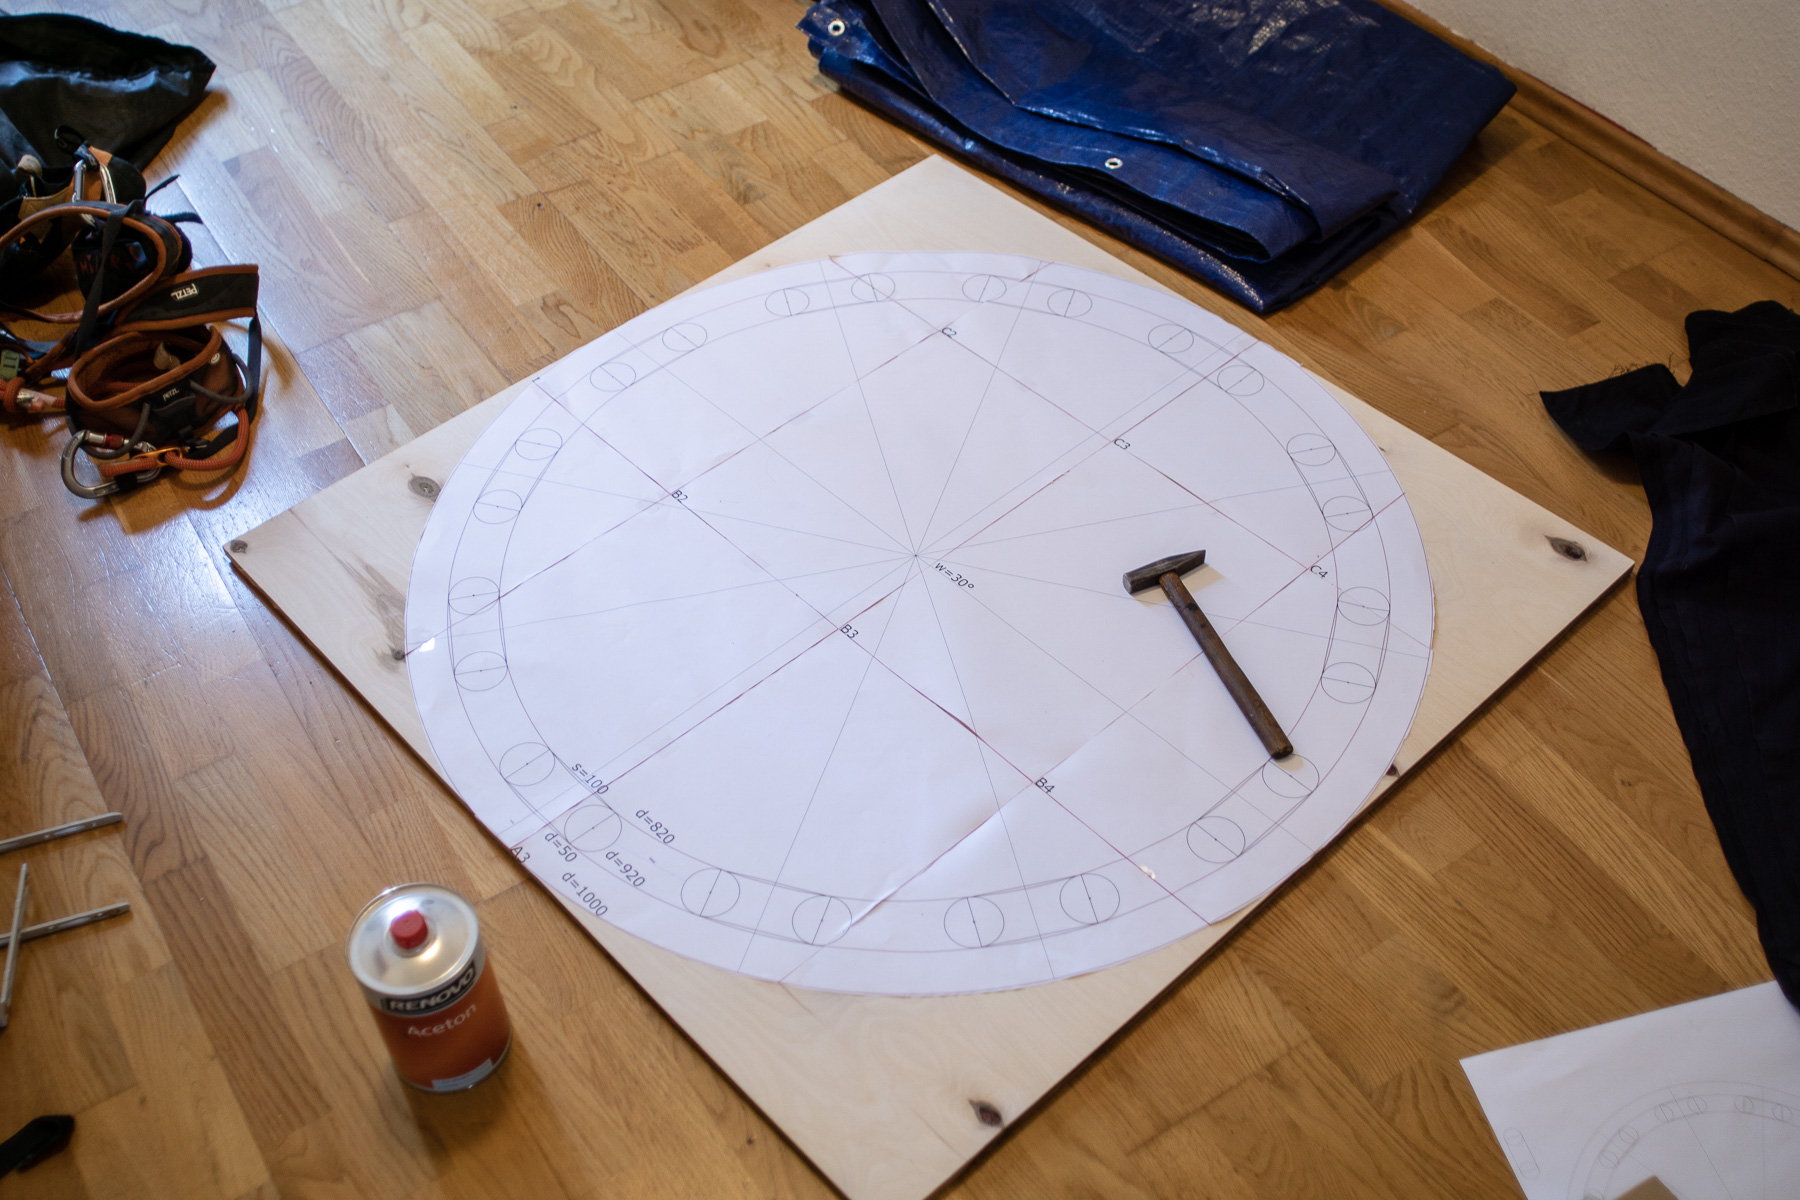 PETZL
PETZL
C2
C3
B2
C4
w=30°
B3
B4
s=100
d=820
d=50
d=920
A3
d=1000
RENOVO
Aceton